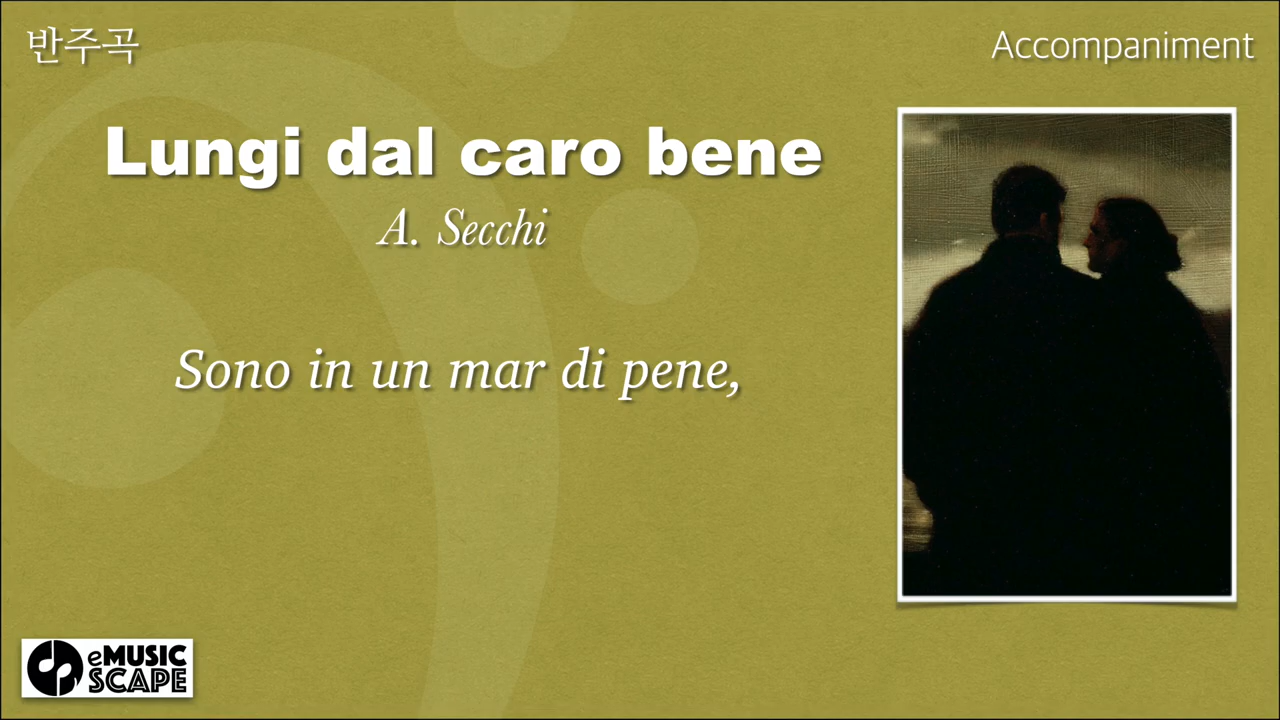 반주곡
Accompaniment
Lungi dal caro bene
A. Secchi
Sono in un mar di pene,
eMUSIC
SCAPE